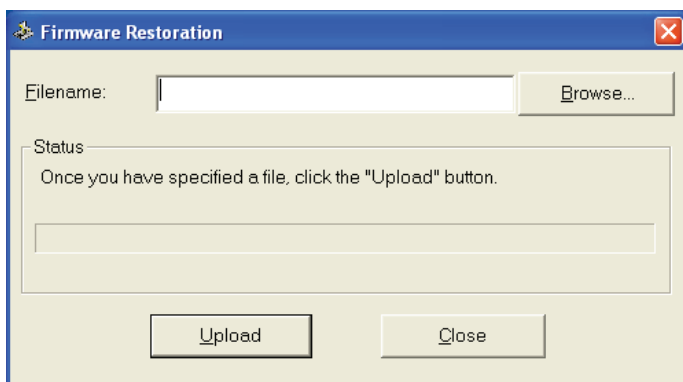 Firmware Restoration
Filename:
Browse...
Status
Once you have specified a file, click the "Upload" button.
Upload
Close